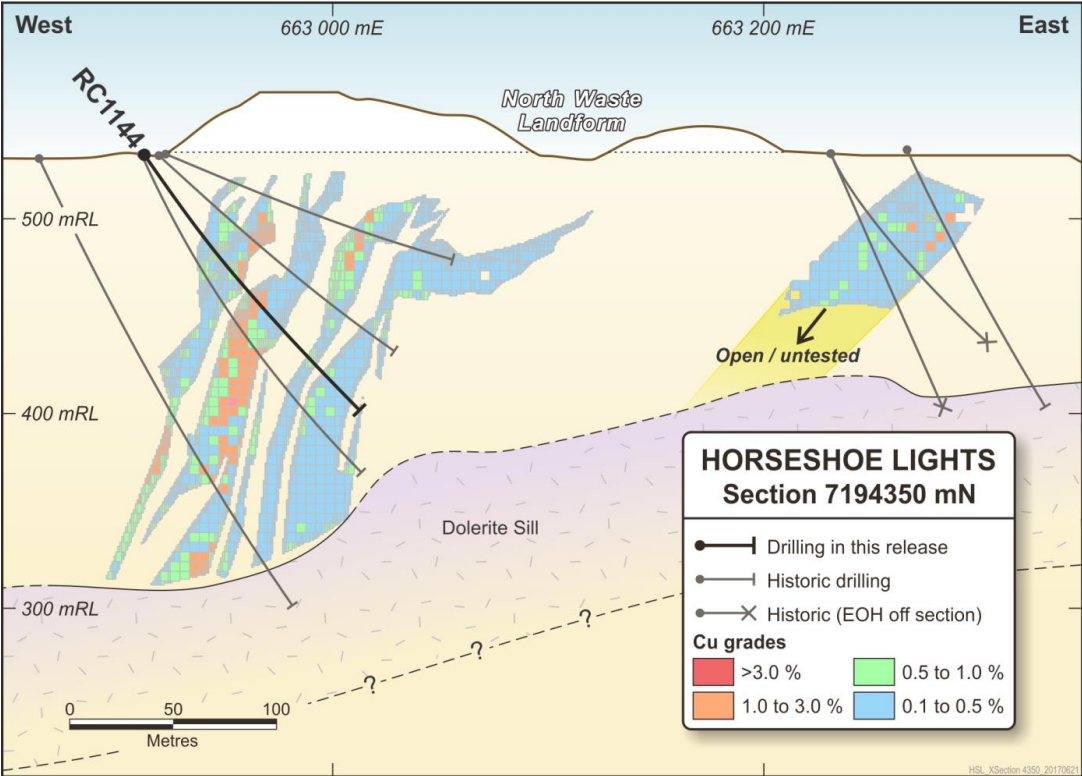 West
663 000 mE
663 200 mE
East
RC1144
North Waste
Landform
500 mRL
Open / untested
400 mRL
HORSESHOE LIGHTS
Section 7194350 mN
Dolerite Sill
Drilling in this release
Historic drilling
Historic (EOH off section)
300 mRL
Cu grades
>3.0 %
0.5 to 1.0 %
1.0 to 3.0 %
0.1 to 0.5 %
?
?
?
0
50
100
Metres
HSL_XSection 4350_20170621